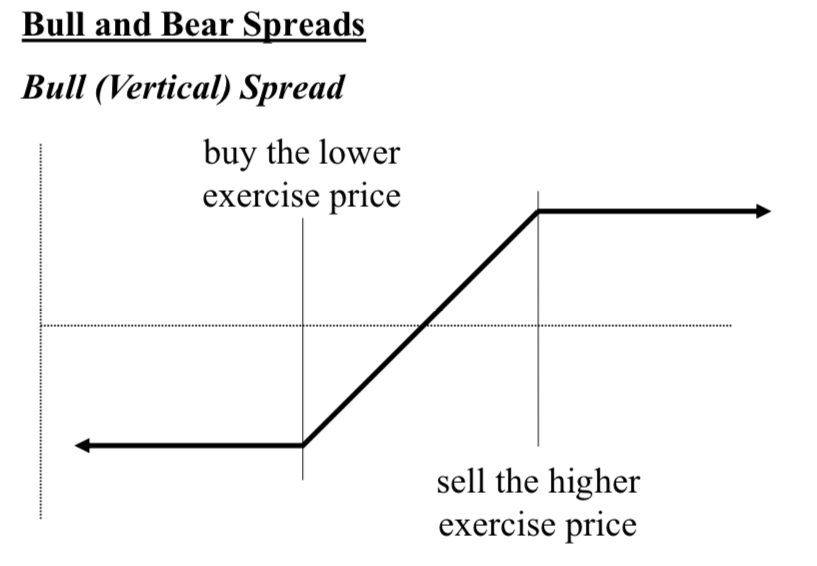 Bull and Bear Spreads
Bull (Vertical) Spread
buy the lower
exercise price
sell the higher
exercise price